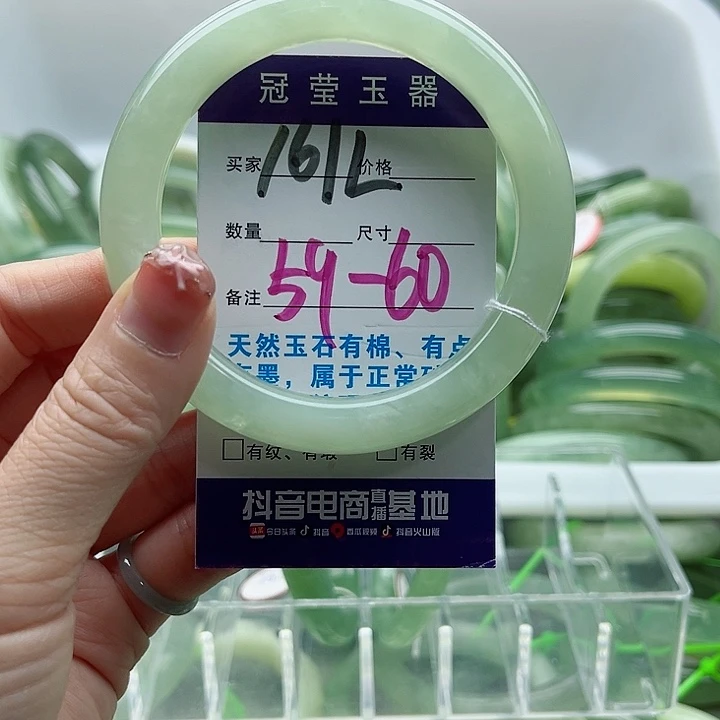 冠莹玉器
买家 161L 价格
数量 尺寸
备注 59-60
天然玉石有棉、有点
有墨，属于正常
有纹、有瑕 有裂
抖音电商直播基地
今日头条 抖音 西瓜视频 抖音火山版